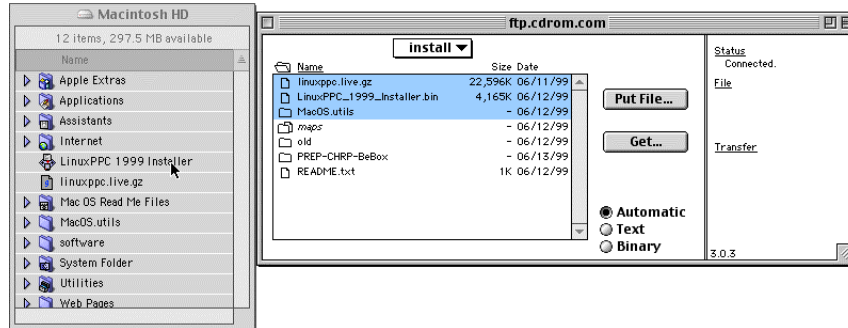 Macintosh HD
12 items, 297.5 MB available
Name
Apple Extras
Applications
Assistants
Internet
LinuxPPC 1999 Installer
linuxppc.live.gz
Mac OS Read Me Files
MacOS.utils
software
System Folder
Utilities
Web Pages
ftp.cdrom.com
install
Name Size Date
linuxppc.live.gz 22,596K 06/11/99
LinuxPPC_1999_Installer.bin 4,165K 06/12/99
MacOS.utils - 06/12/99
maps - 06/12/99
old - 06/12/99
PREP-CHRP-BeBox - 06/13/99
README.txt 1K 06/12/99
Put File...
Get...
Automatic
Text
Binary
Status
Connected.
File
Transfer
3.0.3